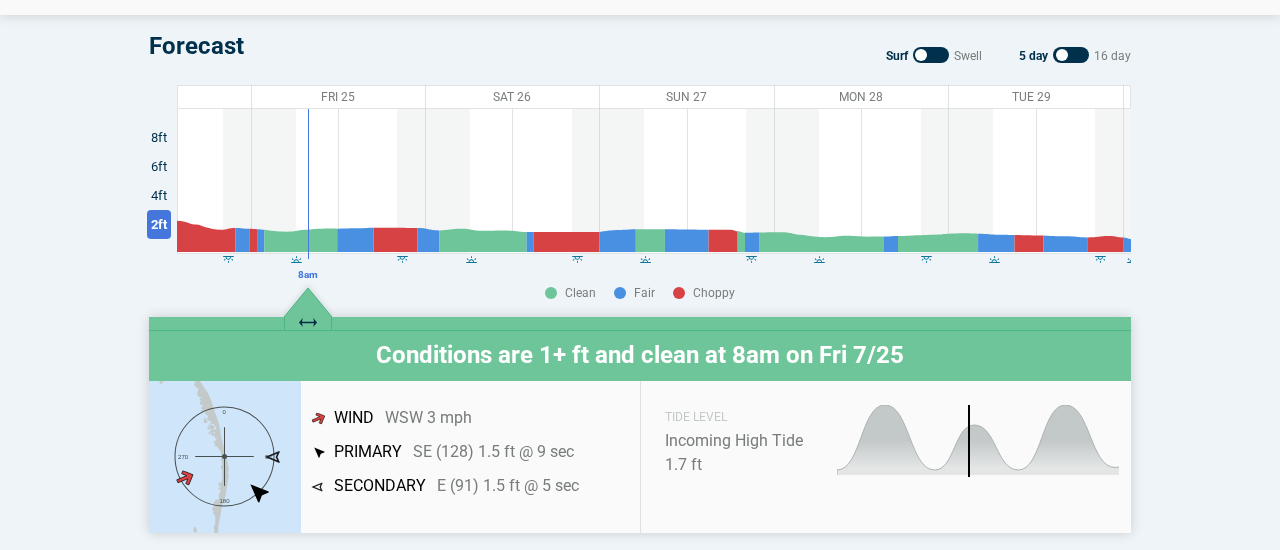 Forecast
Surf Swell 5 day 16 day
FRI 25 SAT 26 SUN 27 MON 28 TUE 29
8ft
6ft
4ft
2ft
8am
Clean Fair Choppy
Conditions are 1+ ft and clean at 8am on Fri 7/25
0
270
180
WIND WSW 3 mph
PRIMARY SE (128) 1.5 ft @ 9 sec
SECONDARY E (91) 1.5 ft @ 5 sec
TIDE LEVEL
Incoming High Tide
1.7 ft